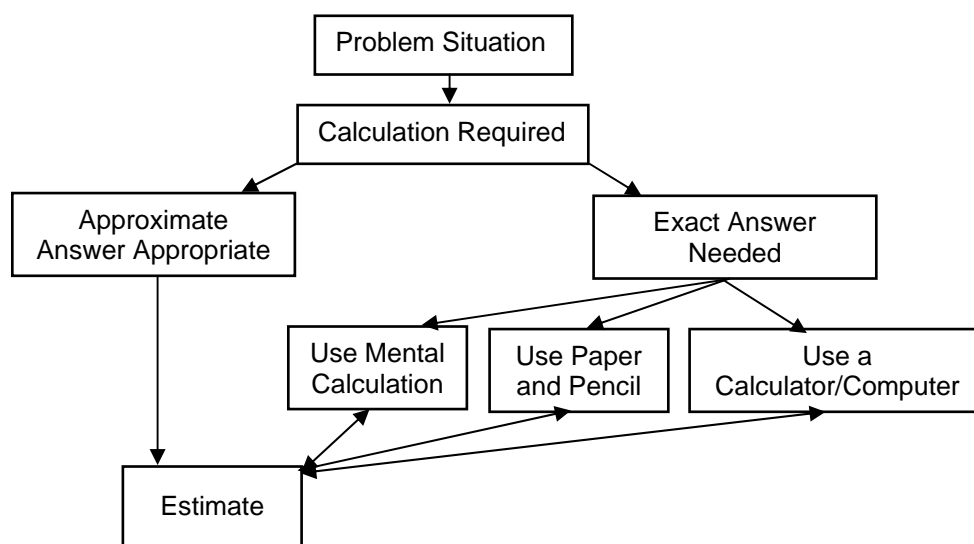 Problem Situation
Calculation Required
Approximate
Answer Appropriate
Exact Answer
Needed
Use Mental
Calculation
Use Paper
and Pencil
Use a
Calculator/Computer
Estimate